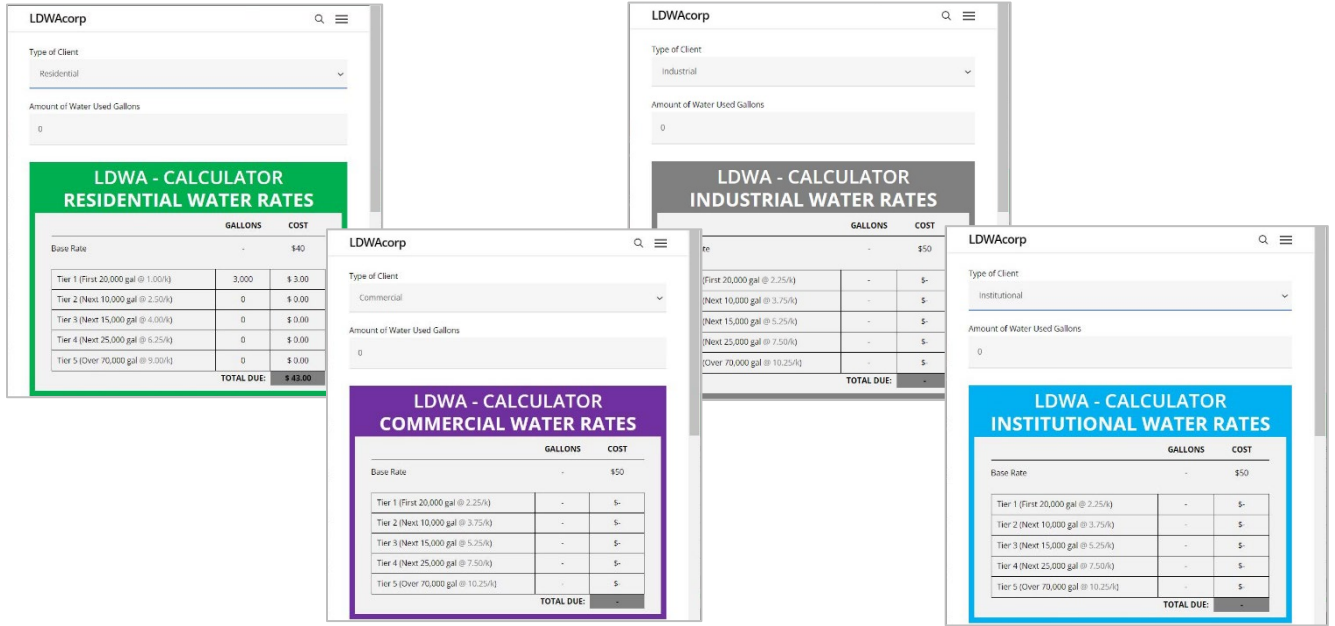 LDWAcorp
Type of Client
Residential
Amount of Water Used Gallons
0
LDWA - CALCULATOR
RESIDENTIAL WATER RATES
GALLONS COST
Base Rate - $40
Tier 1 (First 20,000 gal @ 1.00/k) 3,000 $ 3.00
Tier 2 (Next 10,000 gal @ 2.50/k) 0 $ 0.00
Tier 3 (Next 15,000 gal @ 4.00/k) 0 $ 0.00
Tier 4 (Next 25,000 gal @ 6.25/k) 0 $ 0.00
Tier 5 (Over 70,000 gal @ 9.00/k) 0 $ 0.00
TOTAL DUE: $ 43.00
LDWAcorp
Type of Client
Commercial
Amount of Water Used Gallons
0
LDWA - CALCULATOR
COMMERCIAL WATER RATES
GALLONS COST
Base Rate - $50
Tier 1 (First 20,000 gal @ 2.25/k) - $-
Tier 2 (Next 10,000 gal @ 3.75/k) - $-
Tier 3 (Next 15,000 gal @ 5.25/k) - $-
Tier 4 (Next 25,000 gal @ 7.50/k) - $-
Tier 5 (Over 70,000 gal @ 10.25/k) - $-
TOTAL DUE: -
LDWAcorp
Type of Client
Industrial
Amount of Water Used Gallons
0
LDWA - CALCULATOR
INDUSTRIAL WATER RATES
GALLONS COST
te - $50
(First 20,000 gal @ 2.25/k) - $-
(Next 10,000 gal @ 3.75/k) - $-
(Next 15,000 gal @ 5.25/k) - $-
(Next 25,000 gal @ 7.50/k) - $-
(Over 70,000 gal @ 10.25/k) - $-
TOTAL DUE: -
LDWAcorp
Type of Client
Institutional
Amount of Water Used Gallons
0
LDWA - CALCULATOR
INSTITUTIONAL WATER RATES
GALLONS COST
Base Rate - $50
Tier 1 (First 20,000 gal @ 2.25/k) - $-
Tier 2 (Next 10,000 gal @ 3.75/k) - $-
Tier 3 (Next 15,000 gal @ 5.25/k) - $-
Tier 4 (Next 25,000 gal @ 7.50/k) - $-
Tier 5 (Over 70,000 gal @ 10.25/k) - $-
TOTAL DUE: -